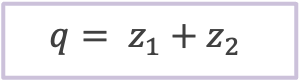 q = z₁ + z₂